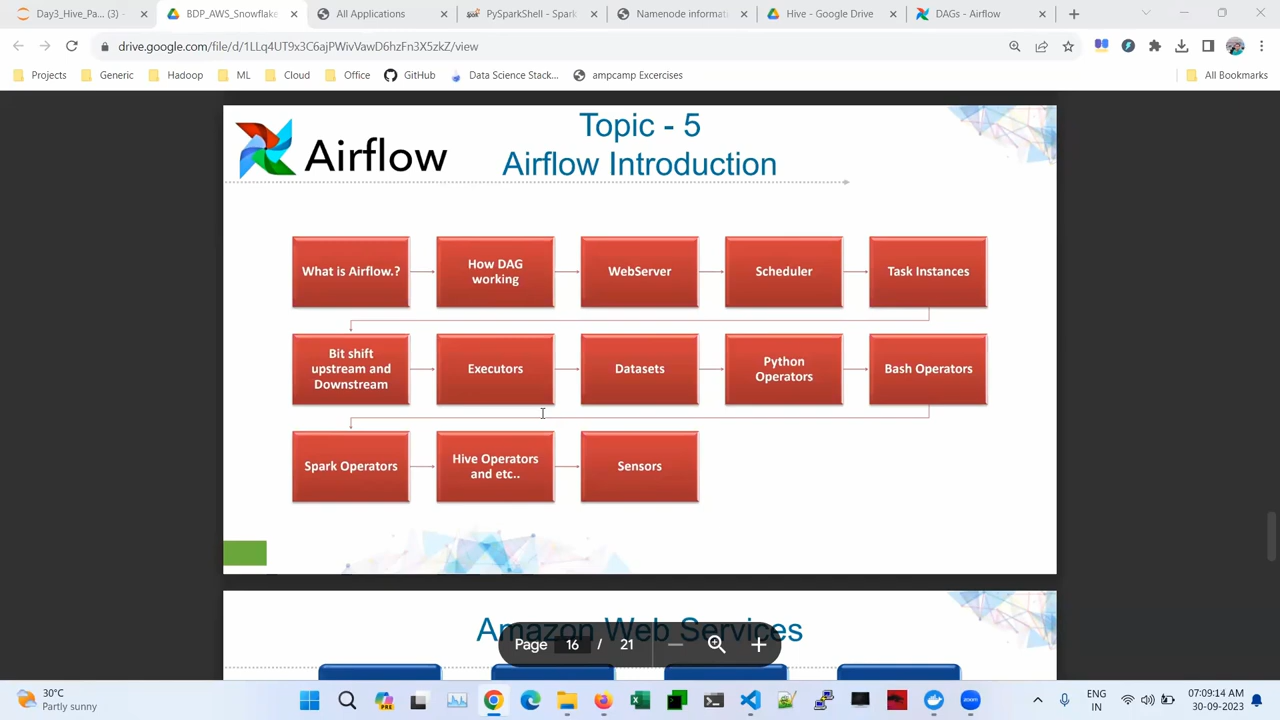 Day3_Hive_Pa... (3)
BDP_AWS_Snowflake
All Applications
PySparkShell - Spark
Namenode informati
Hive - Google Drive
DAGs - Airflow
drive.google.com/file/d/1LLq4UT9x3C6ajPWivVawD6hzFn3X5zkZ/view
Projects
Generic
Hadoop
ML
Cloud
Office
GitHub
Data Science Stack...
ampcamp Excercises
All Bookmarks
Airflow
Topic - 5
Airflow Introduction
What is Airflow.?
How DAG
working
WebServer
Scheduler
Task Instances
Bit shift
upstream and
Downstream
Executors
Datasets
Python
Operators
Bash Operators
Spark Operators
Hive Operators
and etc..
Sensors
Amazon Web Services
Page 16 / 21
30°C
Partly sunny
PRE
zoom
ENG
IN
07:09:14 AM
30-09-2023